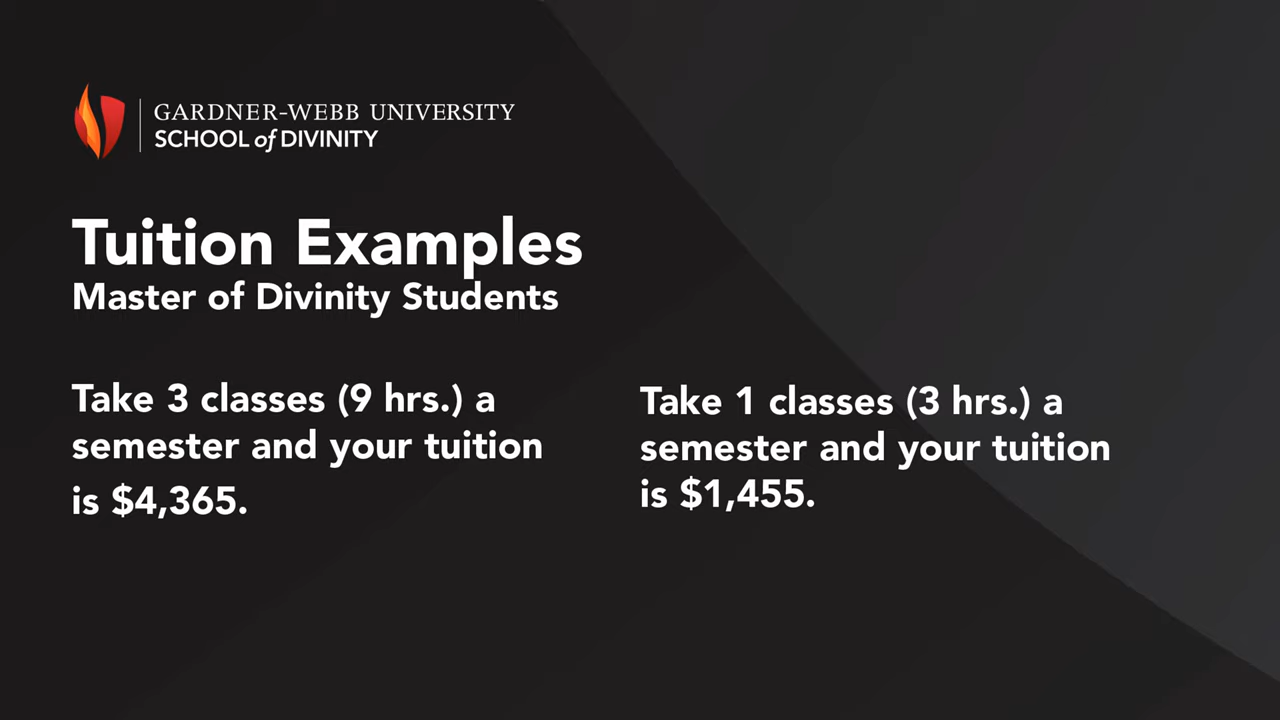 GARDNER-WEBB UNIVERSITY
SCHOOL of DIVINITY
Tuition Examples
Master of Divinity Students
Take 3 classes (9 hrs.) a
semester and your tuition
is $4,365.
Take 1 classes (3 hrs.) a
semester and your tuition
is $1,455.